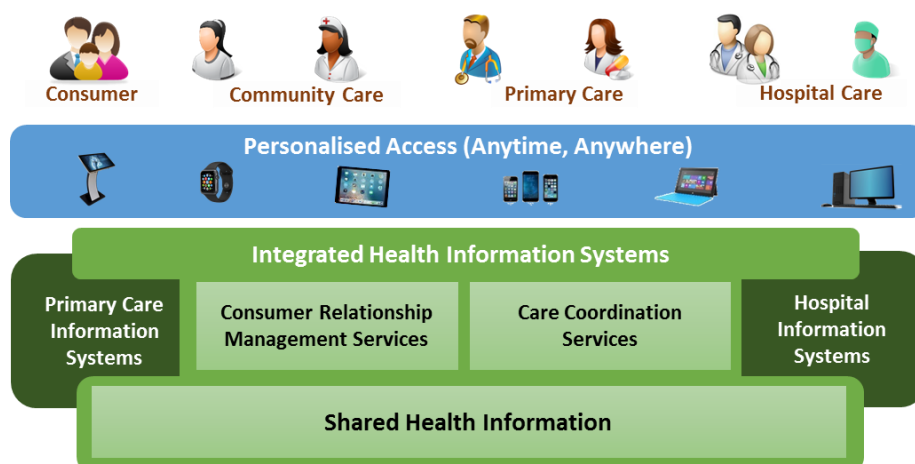 Consumer
Community Care
Primary Care
Hospital Care
Personalised Access (Anytime, Anywhere)
Integrated Health Information Systems
Primary Care
Information
Systems
Consumer Relationship
Management Services
Care Coordination
Services
Hospital
Information
Systems
Shared Health Information